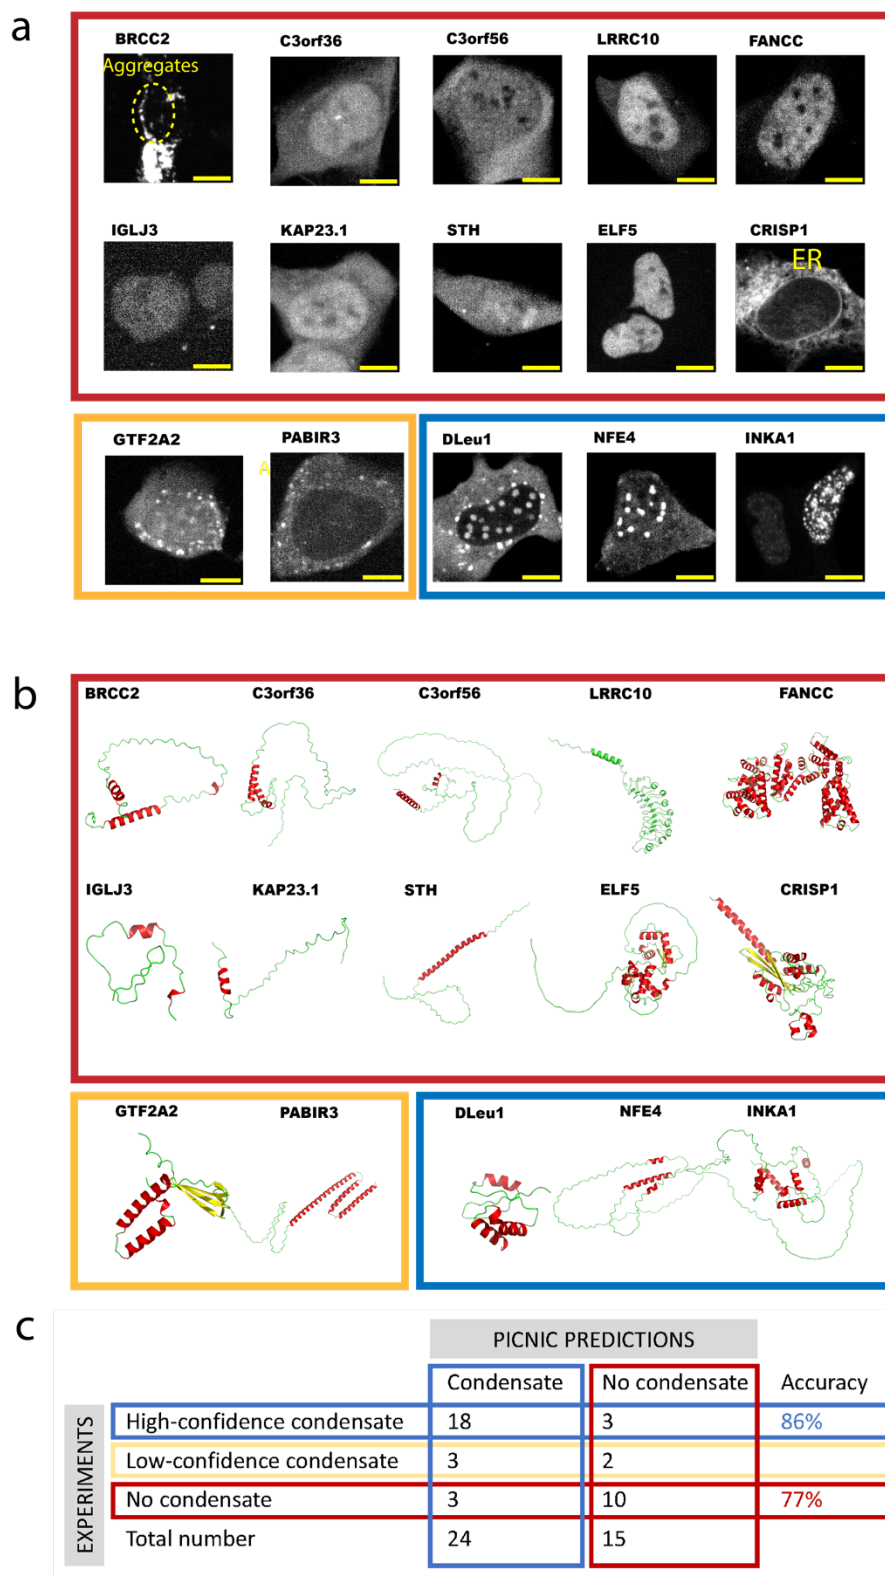 a
BRCC2 C3orf36 C3orf56 LRRC10 FANCC
Aggregates
IGLJ3 KAP23.1 STH ELF5 CRISP1
ER
GTF2A2 PABIR3 DLeu1 NFE4 INKA1
A
b
BRCC2 C3orf36 C3orf56 LRRC10 FANCC
IGLJ3 KAP23.1 STH ELF5 CRISP1
GTF2A2 PABIR3 DLeu1 NFE4 INKA1
c
PICNIC PREDICTIONS
Condensate No condensate Accuracy
EXPERIMENTS
High-confidence condensate 18 3 86%
Low-confidence condensate 3 2
No condensate 3 10 77%
Total number 24 15